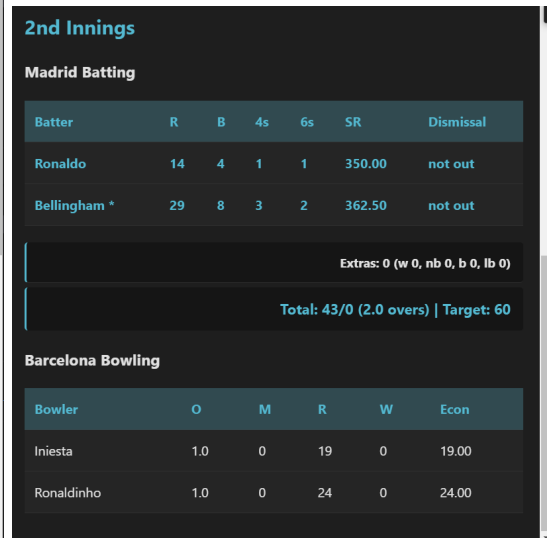 2nd Innings
Madrid Batting
Batter R B 4s 6s SR Dismissal
Ronaldo 14 4 1 1 350.00 not out
Bellingham * 29 8 3 2 362.50 not out
Extras: 0 (w 0, nb 0, b 0, lb 0)
Total: 43/0 (2.0 overs) | Target: 60
Barcelona Bowling
Bowler O M R W Econ
Iniesta 1.0 0 19 0 19.00
Ronaldinho 1.0 0 24 0 24.00